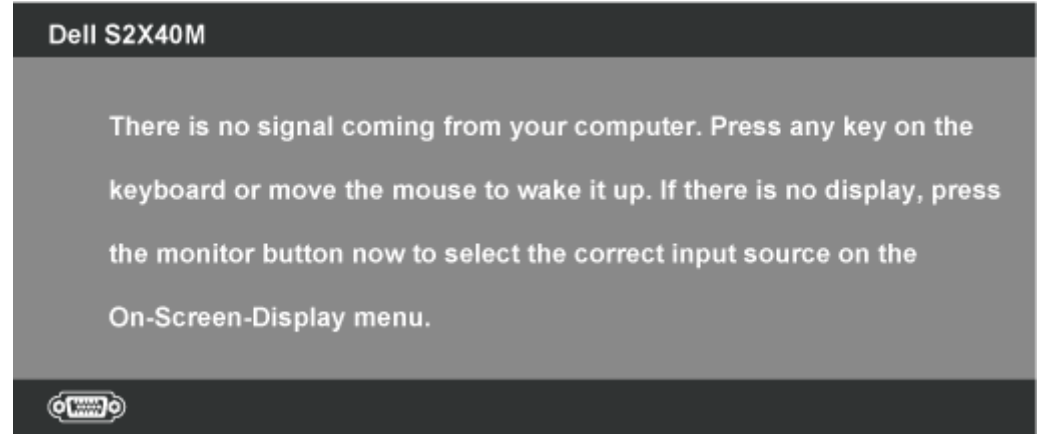 Dell S2X40M
There is no signal coming from your computer. Press any key on the
keyboard or move the mouse to wake it up. If there is no display, press
the monitor button now to select the correct input source on the
On-Screen-Display menu.